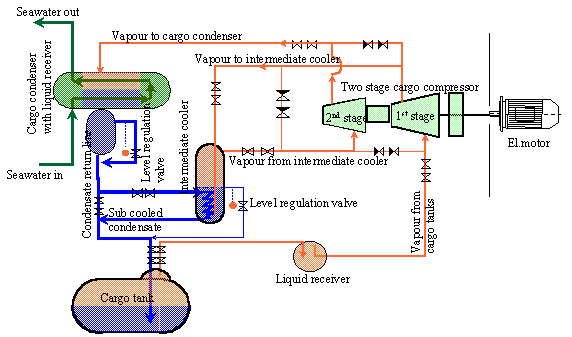 Seawater out
Vapour to cargo condenser
Vapour to intermediate cooler
Cargo condenser
with liquid receiver
Two stage cargo compressor
2nd stage
1st stage
El.motor
Level regulation
valve
Intermediate cooler
Condensate return line
Vapour from intermediate cooler
Seawater in
Level regulation valve
Sub cooled
condensate
Vapour from
cargo tanks
Liquid receiver
Cargo tank